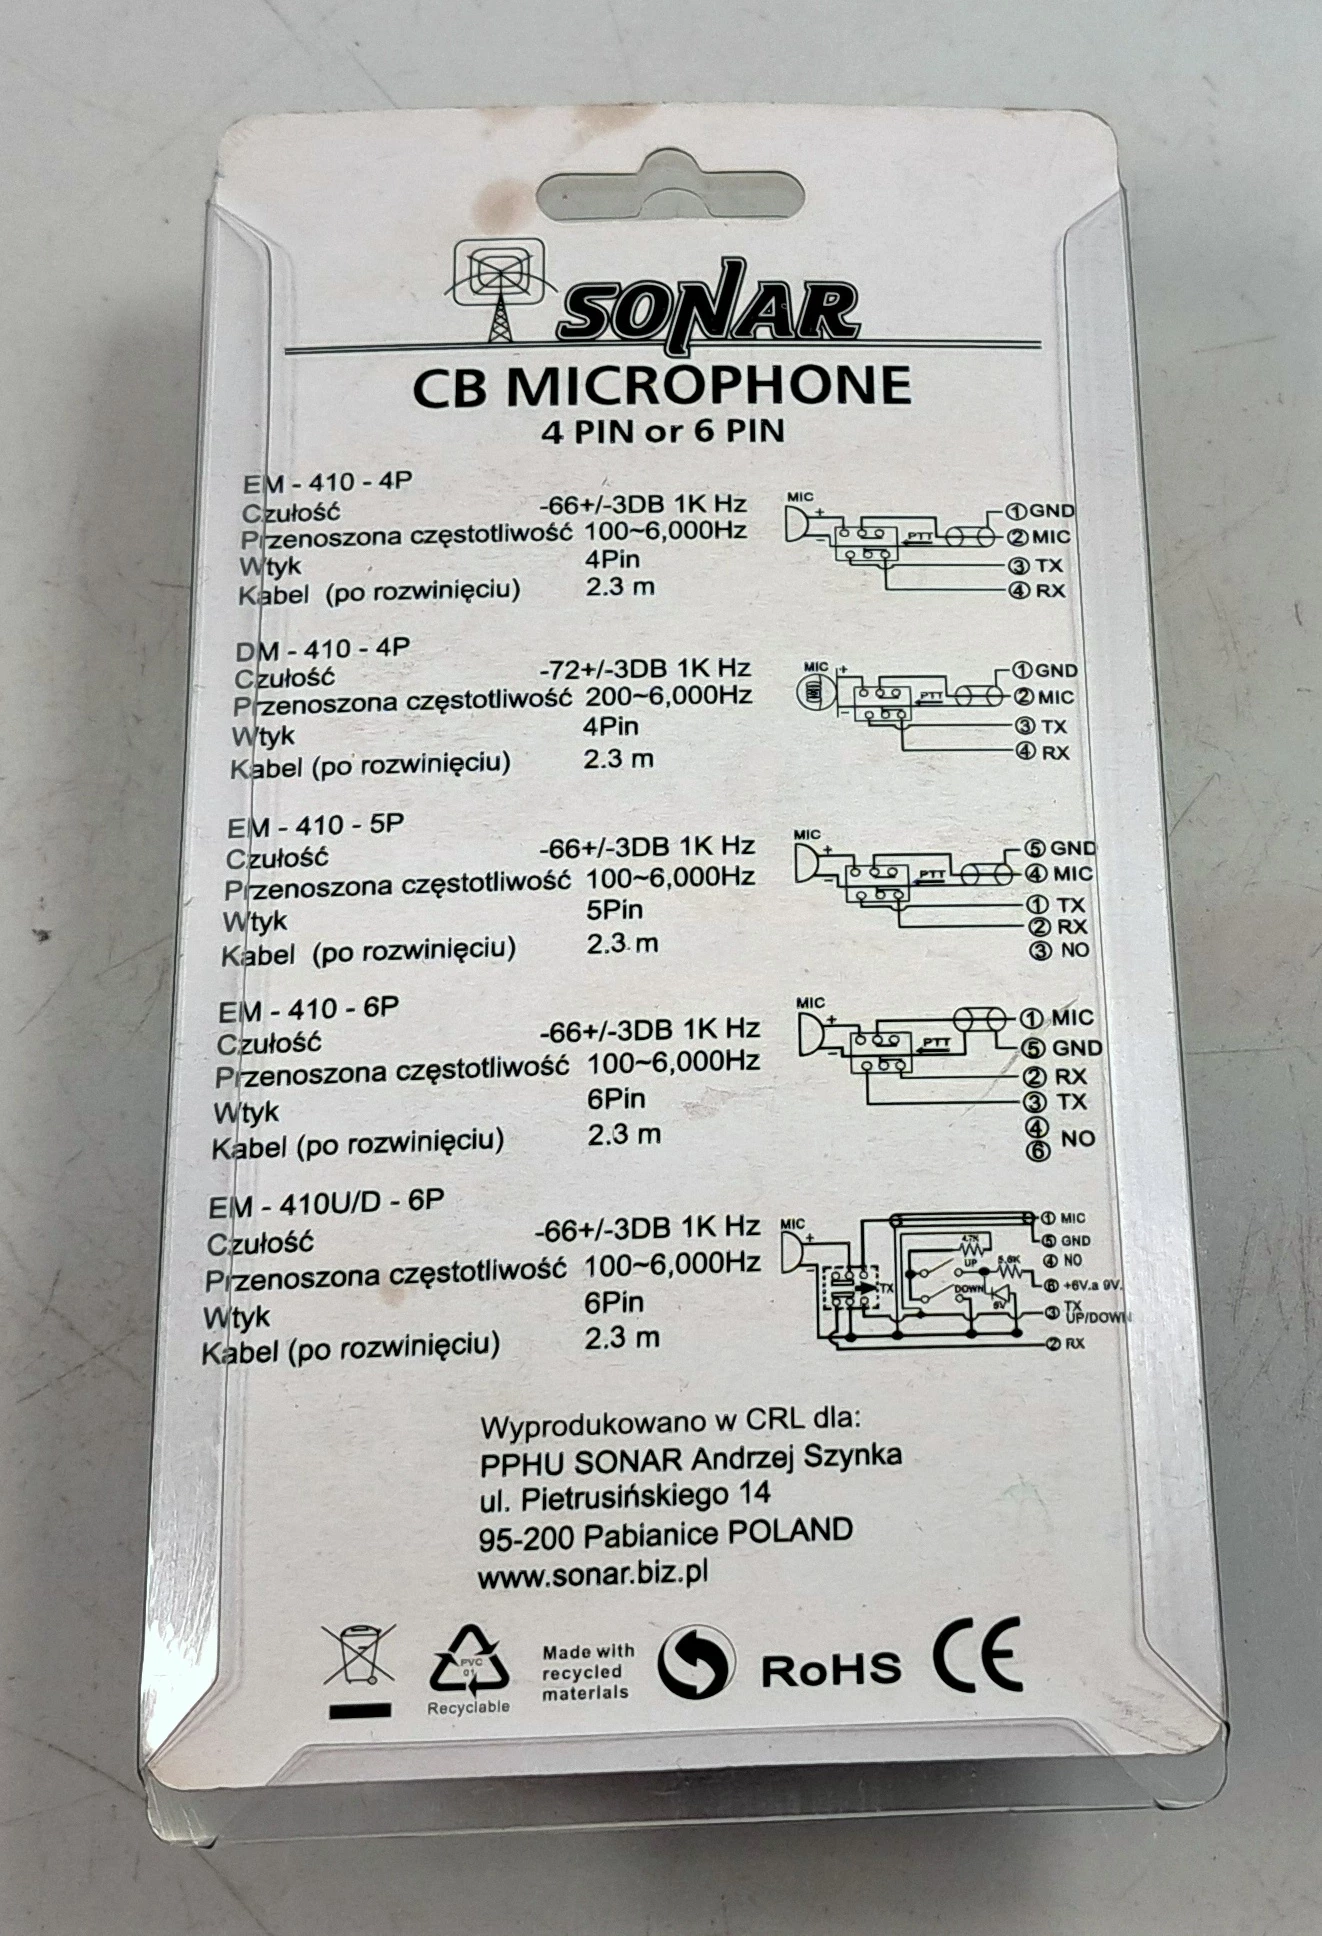 SONAR
CB MICROPHONE
4 PIN or 6 PIN
EM - 410 - 4P
Czułość -66+/-3DB 1K Hz
Przenoszona częstotliwość 100~6,000Hz
Wtyk 4Pin
Kabel (po rozwinięciu) 2.3 m
MIC
+
-
PTT
①GND
②MIC
③ TX
④ RX
DM - 410 - 4P
Czułość -72+/-3DB 1K Hz
Przenoszona częstotliwość 200~6,000Hz
Wtyk 4Pin
Kabel (po rozwinięciu) 2.3 m
MIC
+
-
PTT
①GND
② MIC
③ TX
④ RX
EM - 410 - 5P
Czułość -66+/-3DB 1K Hz
Przenoszona częstotliwość 100~6,000Hz
Wtyk 5Pin
Kabel (po rozwinięciu) 2.3 m
MIC
+
-
PTT
⑤ GND
④ MIC
① TX
② RX
③ NO
EM - 410 - 6P
Czułość -66+/-3DB 1K Hz
Przenoszona częstotliwość 100~6,000Hz
Wtyk 6Pin
Kabel (po rozwinięciu) 2.3 m
MIC
+
-
PTT
① MIC
⑤ GND
② RX
③ TX
④
⑥ NO
EM - 410U/D - 6P
Czułość -66+/-3DB 1K Hz
Przenoszona częstotliwość 100~6,000Hz
Wtyk 6Pin
Kabel (po rozwinięciu) 2.3 m
MIC
+
-
TX
4.7K
UP
5.6K
DOWN
9V
① MIC
⑤ GND
④ NO
⑥ +6V.a 9V.
③ TX
UP/DOWN
② RX
Wyprodukowano w CRL dla:
PPHU SONAR Andrzej Szynka
ul. Pietrusińskiego 14
95-200 Pabianice POLAND
www.sonar.biz.pl
PVC
01
Recyclable
Made with
recycled
materials
RoHS
CE